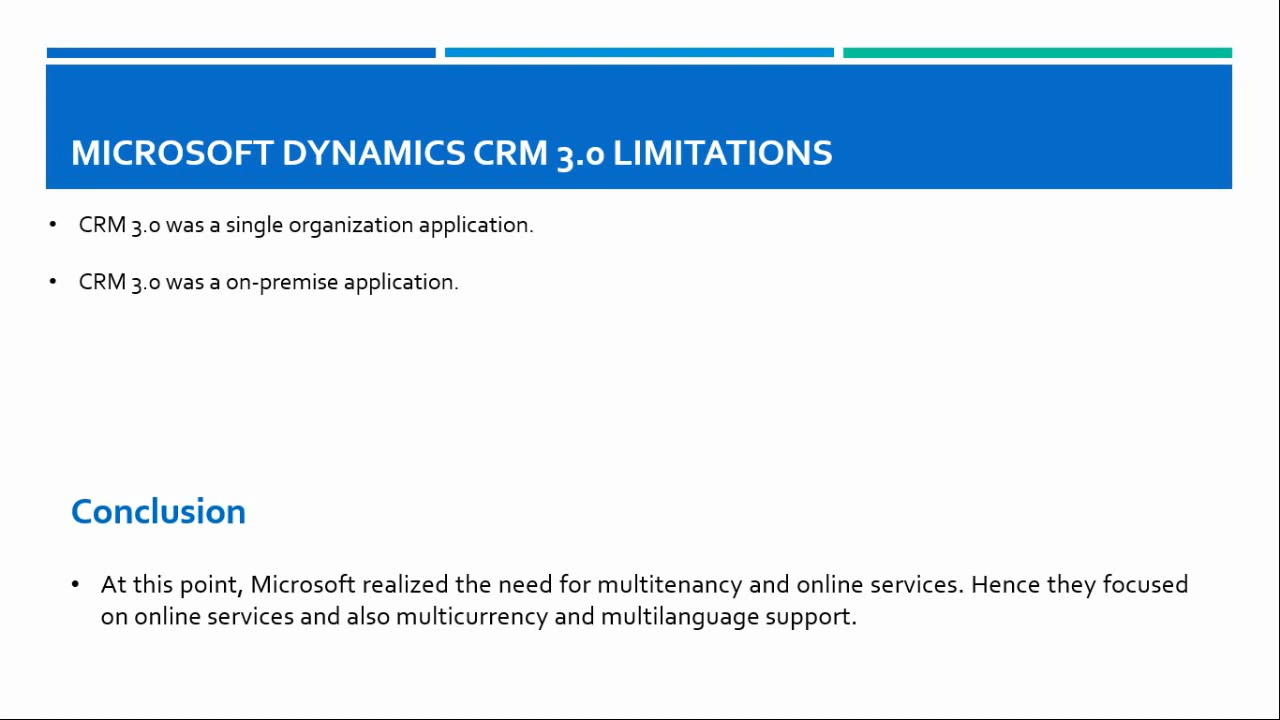 MICROSOFT DYNAMICS CRM 3.0 LIMITATIONS
• CRM 3.0 was a single organization application.
• CRM 3.0 was a on-premise application.
Conclusion
• At this point, Microsoft realized the need for multitenancy and online services. Hence they focused
on online services and also multicurrency and multilanguage support.